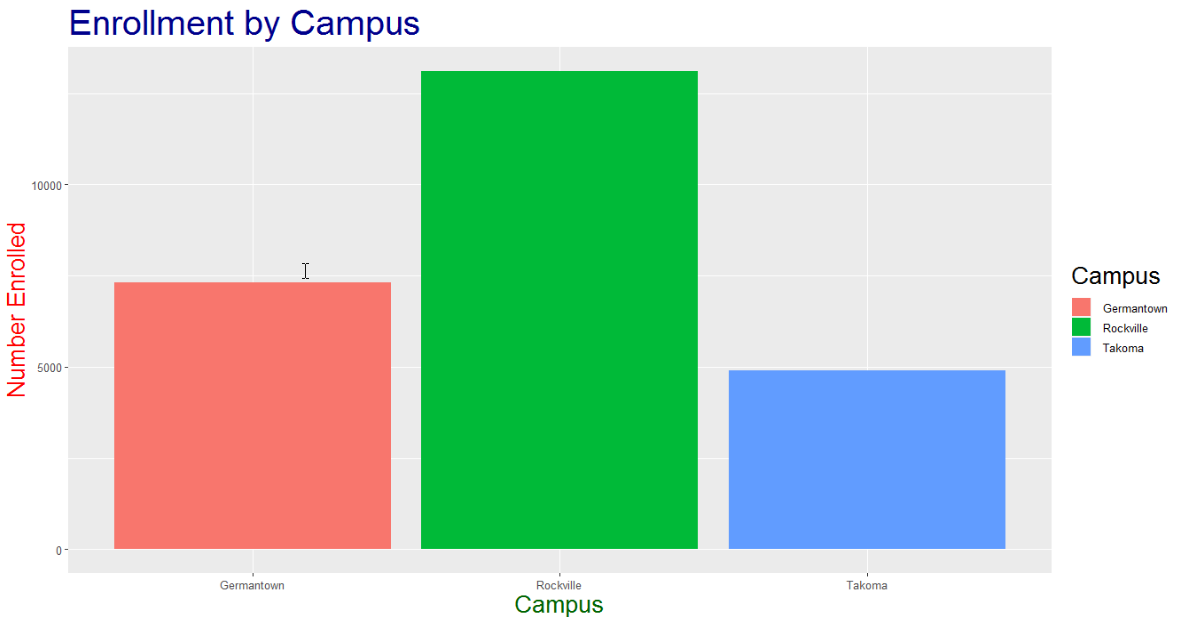 Enrollment by Campus
Number Enrolled
10000
5000
0
Germantown
Rockville
Takoma
Campus
Campus
Germantown
Rockville
Takoma